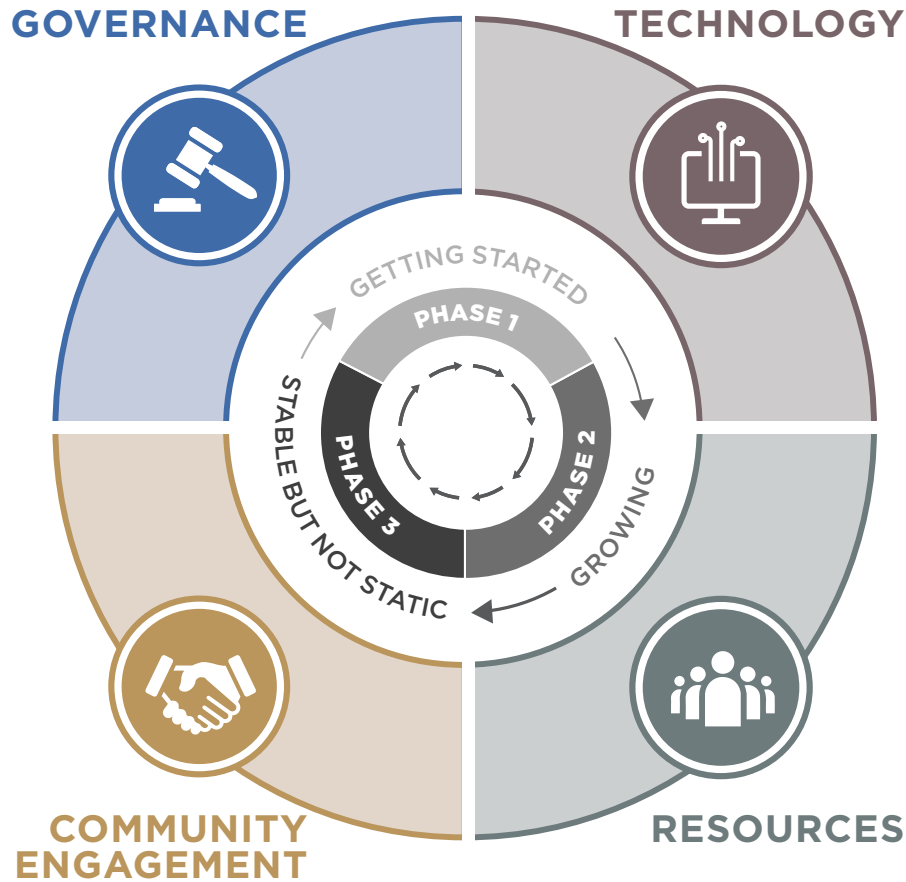 GOVERNANCE
TECHNOLOGY
GETTING STARTED
PHASE 1
PHASE 2
GROWING
PHASE 3
STABLE BUT NOT STATIC
COMMUNITY
ENGAGEMENT
RESOURCES